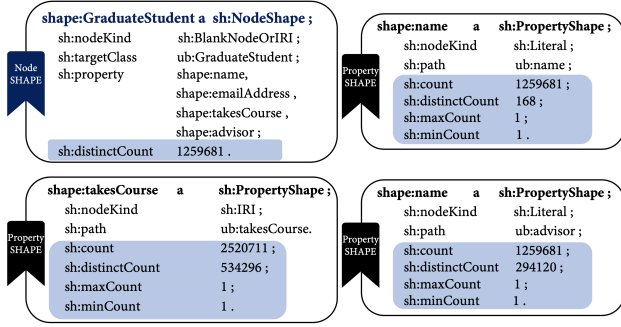 shape:GraduateStudent a sh:NodeShape ;
sh:nodeKind sh:BlankNodeOrIRI ;
sh:targetClass ub:GraduateStudent ;
sh:property shape:name,
shape:emailAddress ,
shape:takesCourse ,
shape:advisor ;
sh:distinctCount 1259681 .
Node
SHAPE
shape:name a sh:PropertyShape ;
sh:nodeKind sh:Literal ;
sh:path ub:name ;
sh:count 1259681 ;
sh:distinctCount 168 ;
sh:maxCount 1 ;
sh:minCount 1 .
Property
SHAPE
shape:takesCourse a sh:PropertyShape ;
sh:nodeKind sh:IRI ;
sh:path ub:takesCourse.
sh:count 2520711 ;
sh:distinctCount 534296 ;
sh:maxCount 1;
sh:minCount 1 .
Property
SHAPE
shape:name a sh:PropertyShape ;
sh:nodeKind sh:Literal ;
sh:path ub:advisor ;
sh:count 1259681 ;
sh:distinctCount 294120 ;
sh:maxCount 1 ;
sh:minCount 1 .
Property
SHAPE